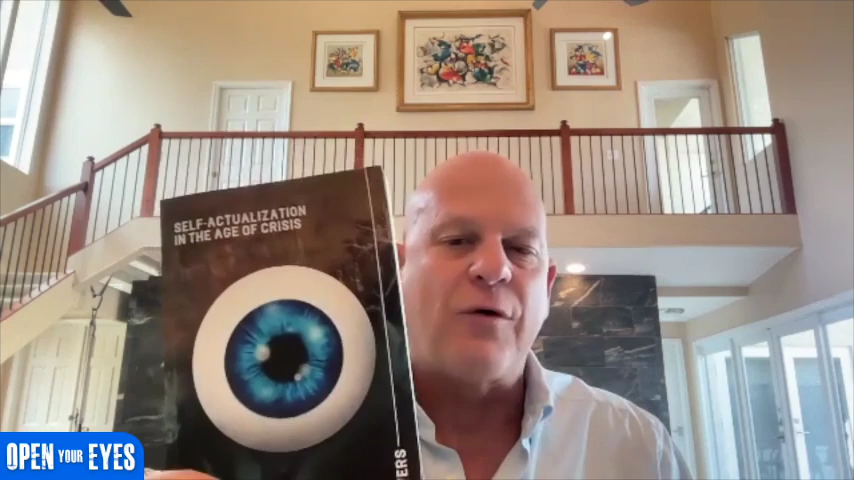 SELF-ACTUALIZATION
IN THE AGE OF CRISIS
OPEN YOUR EYES